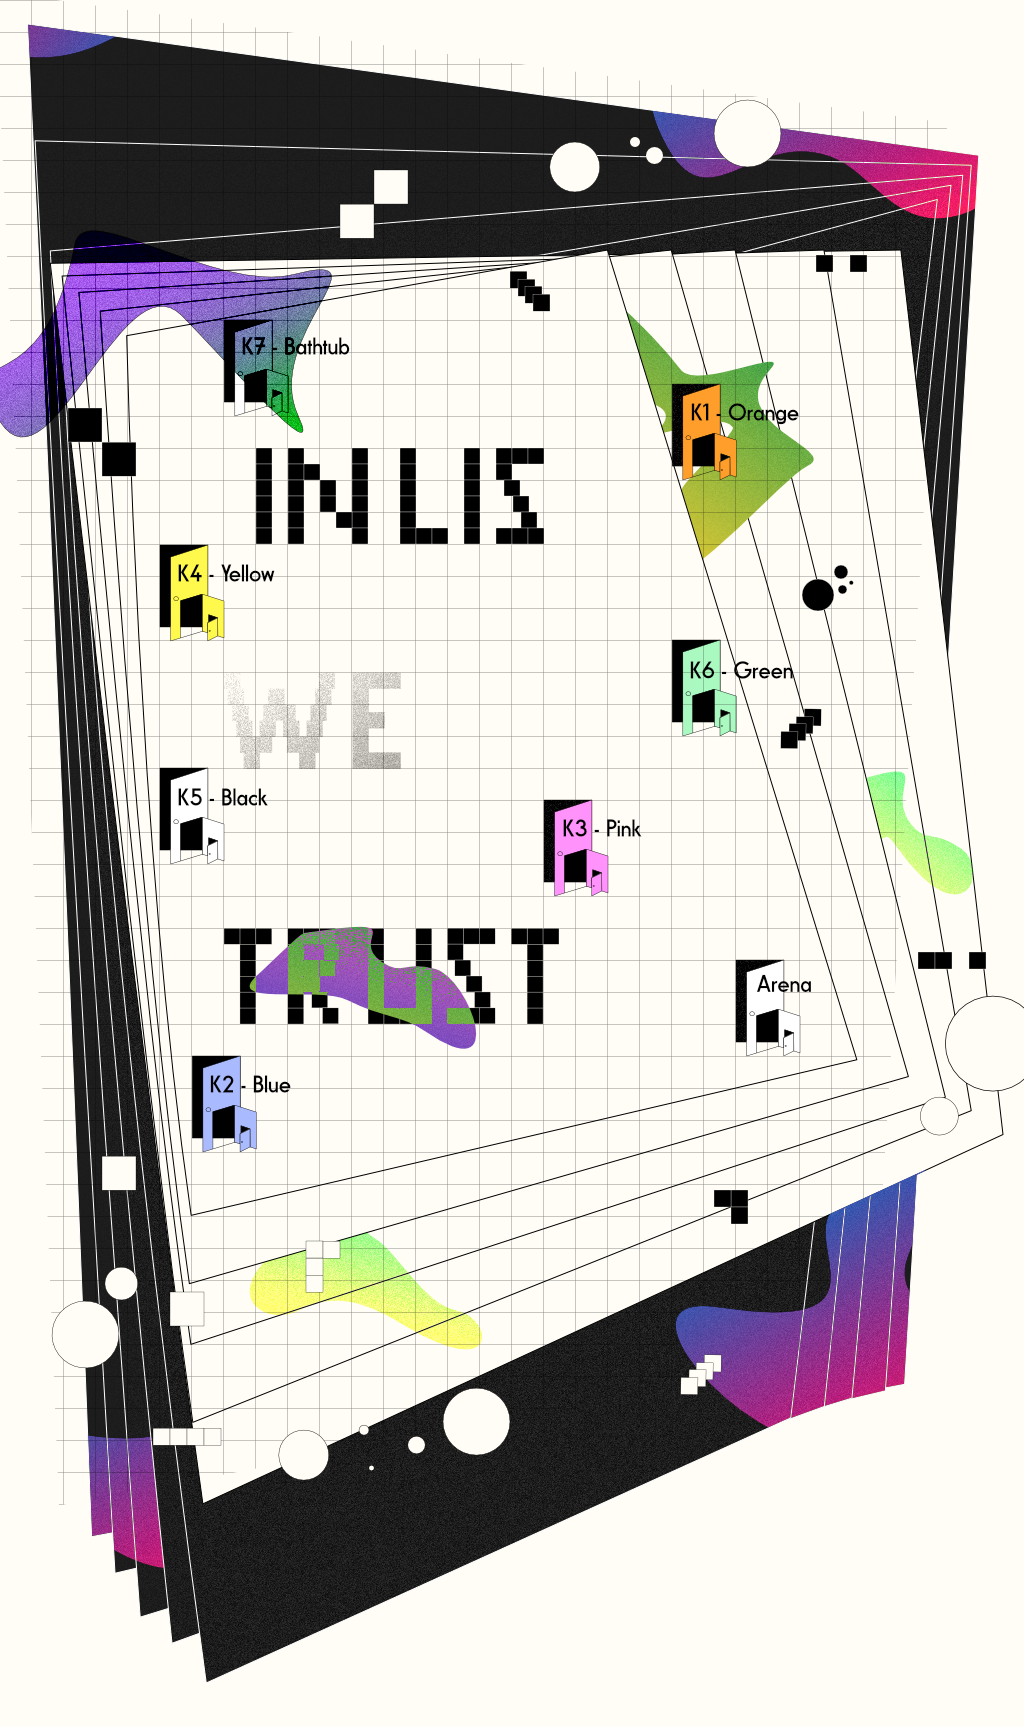 K7 - Bathtub
K1 - Orange
IN LIS
K4 - Yellow
K6 - Green
WE
K5 - Black
K3 - Pink
TRUST
Arena
K2 - Blue